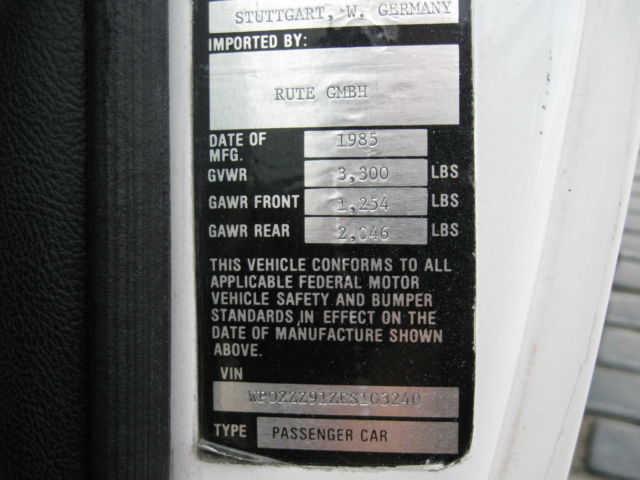 STUTTGART, W. GERMANY
IMPORTED BY:
RUTE GMBH
DATE OF MFG. 1985
GVWR 3,300 LBS
GAWR FRONT 1,254 LBS
GAWR REAR 2,046 LBS
THIS VEHICLE CONFORMS TO ALL
APPLICABLE FEDERAL MOTOR
VEHICLE SAFETY AND BUMPER
STANDARDS IN EFFECT ON THE
DATE OF MANUFACTURE SHOWN
ABOVE.
VIN
WP0ZZZ91ZFS103240
TYPE PASSENGER CAR